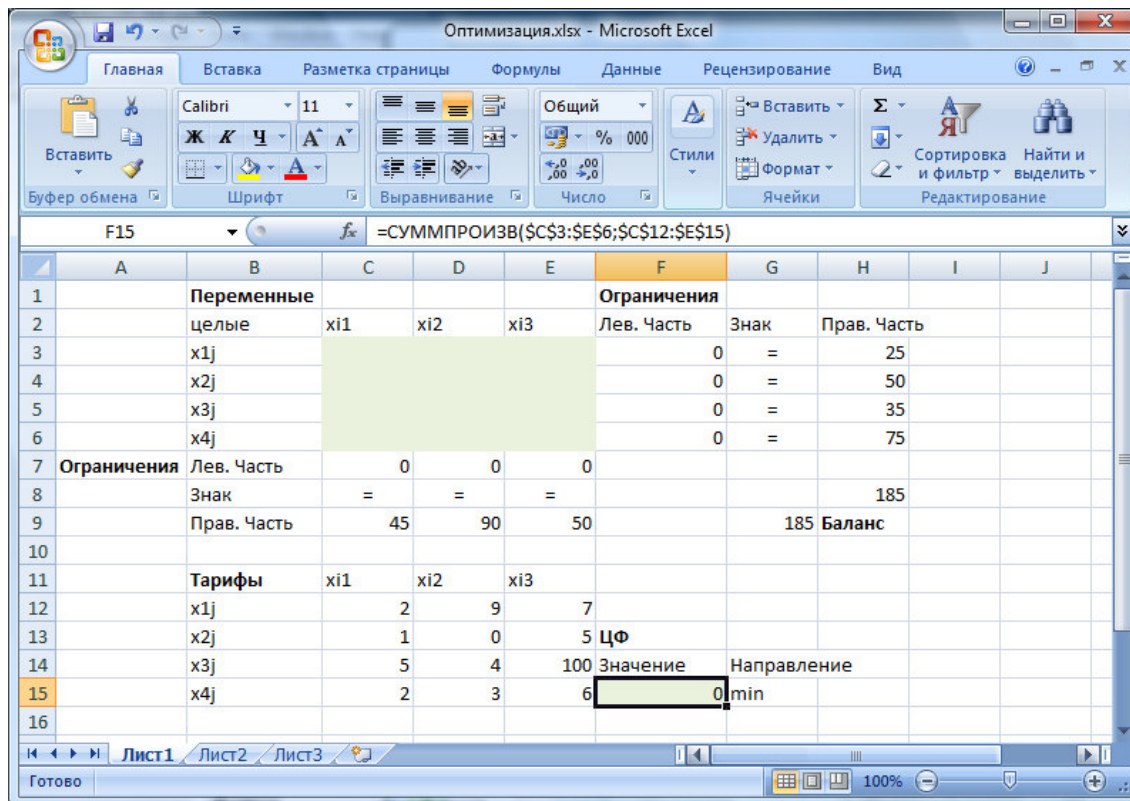 Оптимизация.xlsx - Microsoft Excel
Главная Вставка Разметка страницы Формулы Данные Рецензирование Вид
Вставить
Буфер обмена
Calibri 11
Ж К Ч
Шрифт
Выравнивание
Общий
% 000
,0 ,00
,00 ,0
Число
Стили
Вставить
Удалить
Формат
Ячейки
Σ
Сортировка и фильтр
Найти и выделить
Редактирование
F15 fx =СУММПРОИЗВ($C$3:$E$6;$C$12:$E$15)
A B C D E F G H I J
1 Переменные Ограничения
2 целые xi1 xi2 xi3 Лев. Часть Знак Прав. Часть
3 x1j 0 = 25
4 x2j 0 = 50
5 x3j 0 = 35
6 x4j 0 = 75
7 Ограничения Лев. Часть 0 0 0
8 Знак = = = 185
9 Прав. Часть 45 90 50 185 Баланс
10
11 Тарифы xi1 xi2 xi3
12 x1j 2 9 7
13 x2j 1 0 5 ЦФ
14 x3j 5 4 100 Значение Направление
15 x4j 2 3 6 0 min
16
Лист1 Лист2 Лист3
Готово 100%